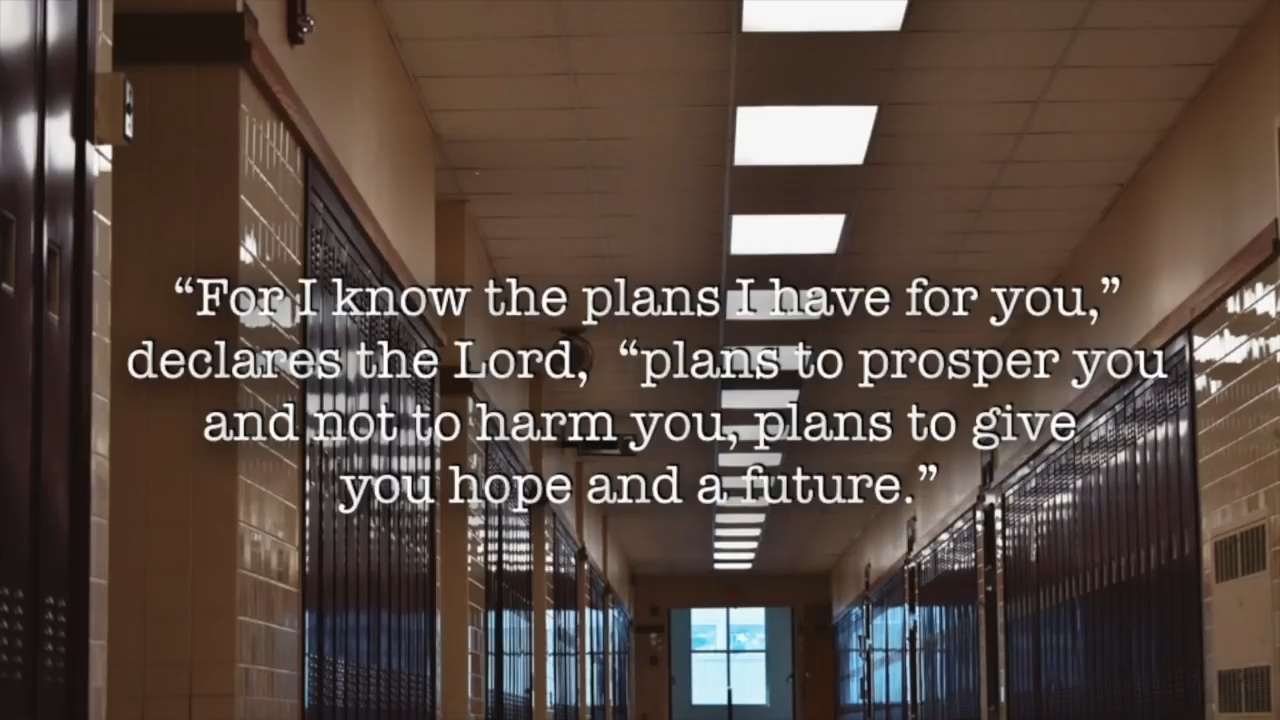 “For I know the plans I have for you,”
declares the Lord, “plans to prosper you
and not to harm you, plans to give
you hope and a future.”